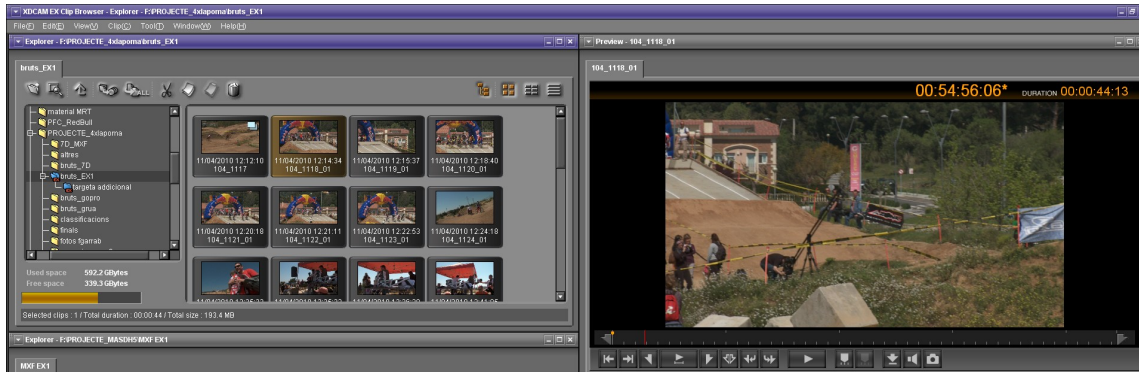 XDCAM EX Clip Browser - Explorer - F:\PROJECTE_4xlapoma\bruts_EX1
File(F) Edit(E) View(V) Clip(C) Tool(T) Window(W) Help(H)
Explorer - F:\PROJECTE_4xlapoma\bruts_EX1
bruts_EX1
ALL
material MRT
PFC_RedBull
PROJECTE_4xlapoma
7D_MXF
altres
bruts_7D
bruts_EX1
targeta addicional
bruts_gopro
bruts_grua
classificacions
finals
fotos fgarrab
Used space 592.2 GBytes
Free space 339.3 GBytes
11/04/2010 12:12:10
104_1117
11/04/2010 12:14:34
104_1118_01
11/04/2010 12:15:37
104_1119_01
11/04/2010 12:18:40
104_1120_01
11/04/2010 12:20:18
104_1121_01
11/04/2010 12:21:11
104_1122_01
11/04/2010 12:22:53
104_1123_01
11/04/2010 12:24:18
104_1124_01
Selected clips : 1 / Total duration : 00:00:44 / Total size : 193.4 MB
Explorer - F:\PROJECTE_MASDH5\MXF EX1
MXF EX1
Preview - 104_1118_01
104_1118_01
00:54:56:06* DURATION 00:00:44:13